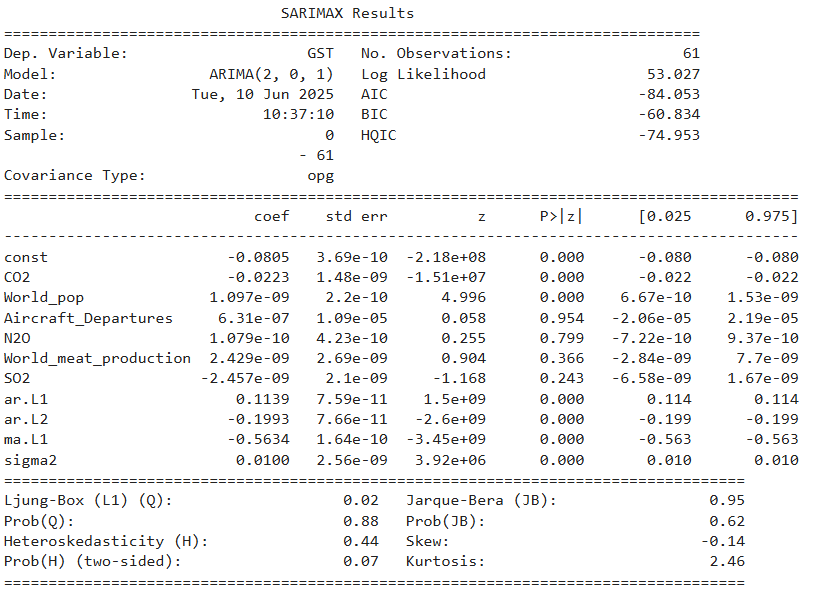 SARIMAX Results
==============================================================================
Dep. Variable:                    GST   No. Observations:                   61
Model:                 ARIMA(2, 0, 1)   Log Likelihood                  53.027
Date:                Tue, 10 Jun 2025   AIC                            -84.053
Time:                        10:37:10   BIC                            -60.834
Sample:                             0   HQIC                           -74.953
                                 - 61
Covariance Type:                  opg
=========================================================================================
                            coef    std err          z      P>|z|      [0.025      0.975]
-----------------------------------------------------------------------------------------
const                    -0.0805   3.69e-10  -2.18e+08      0.000      -0.080      -0.080
CO2                      -0.0223   1.48e-09  -1.51e+07      0.000      -0.022      -0.022
World_pop              1.097e-09    2.2e-10      4.996      0.000    6.67e-10    1.53e-09
Aircraft_Departures     6.31e-07   1.09e-05      0.058      0.954   -2.06e-05    2.19e-05
N2O                    1.079e-10   4.23e-10      0.255      0.799   -7.22e-10    9.37e-10
World_meat_production  2.429e-09   2.69e-09      0.904      0.366   -2.84e-09     7.7e-09
SO2                   -2.457e-09    2.1e-09     -1.168      0.243   -6.58e-09    1.67e-09
ar.L1                     0.1139   7.59e-11    1.5e+09      0.000       0.114       0.114
ar.L2                    -0.1993   7.66e-11   -2.6e+09      0.000      -0.199      -0.199
ma.L1                    -0.5634   1.64e-10  -3.45e+09      0.000      -0.563      -0.563
sigma2                    0.0100   2.56e-09   3.92e+06      0.000       0.010       0.010
===================================================================================
Ljung-Box (L1) (Q):                   0.02   Jarque-Bera (JB):                 0.95
Prob(Q):                              0.88   Prob(JB):                         0.62
Heteroskedasticity (H):               0.44   Skew:                            -0.14
Prob(H) (two-sided):                  0.07   Kurtosis:                         2.46
===================================================================================